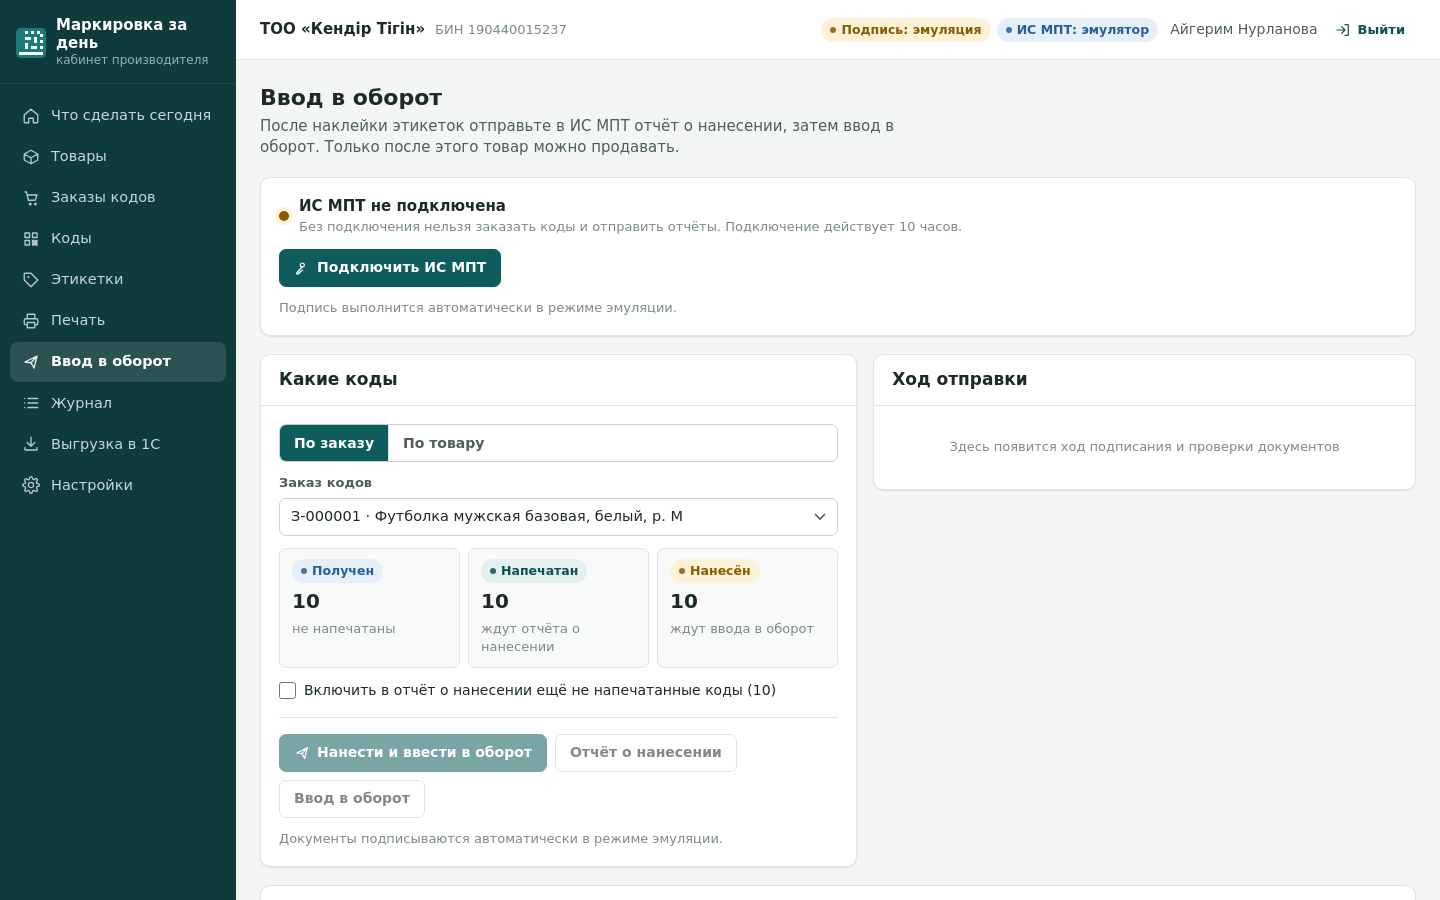 Маркировка за
день
кабинет производителя
Что сделать сегодня
Товары
Заказы кодов
Коды
Этикетки
Печать
Ввод в оборот
Журнал
Выгрузка в 1С
Настройки
ТОО «Кендір Тігін» БИН 190440015237
Подпись: эмуляция
ИС МПТ: эмулятор
Айгерим Нурланова
Выйти
Ввод в оборот
После наклейки этикеток отправьте в ИС МПТ отчёт о нанесении, затем ввод в
оборот. Только после этого товар можно продавать.
ИС МПТ не подключена
Без подключения нельзя заказать коды и отправить отчёты. Подключение действует 10 часов.
Подключить ИС МПТ
Подпись выполнится автоматически в режиме эмуляции.
Какие коды
По заказу
По товару
Заказ кодов
З-000001 · Футболка мужская базовая, белый, р. M
Получен
10
не напечатаны
Напечатан
10
ждут отчёта о
нанесении
Нанесён
10
ждут ввода в оборот
Включить в отчёт о нанесении ещё не напечатанные коды (10)
Нанести и ввести в оборот
Отчёт о нанесении
Ввод в оборот
Документы подписываются автоматически в режиме эмуляции.
Ход отправки
Здесь появится ход подписания и проверки документов